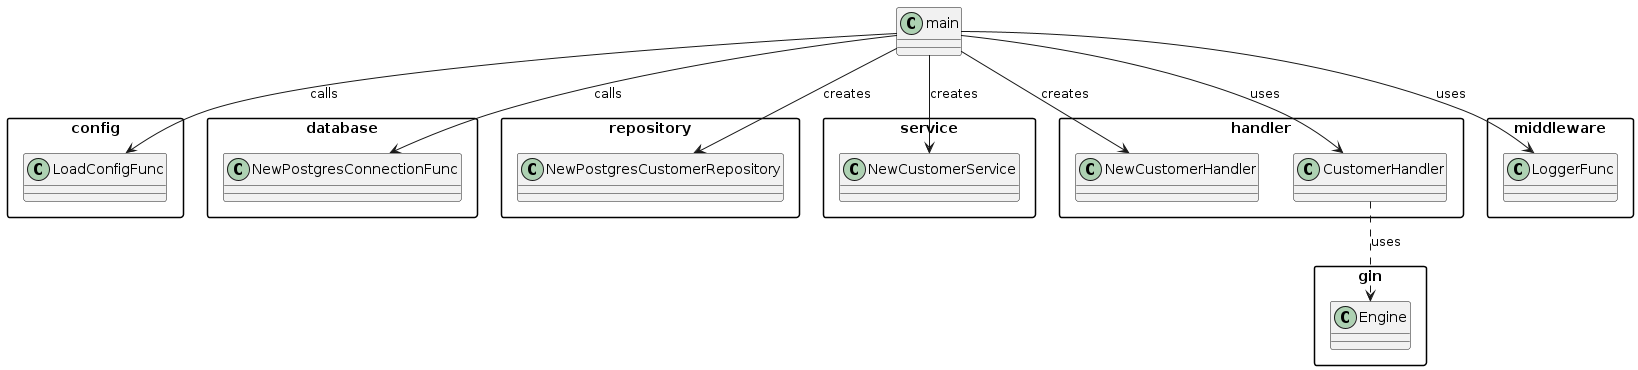 C main
calls
calls
creates
creates
creates
uses
uses
config
database
repository
service
handler
middleware
C LoadConfigFunc
C NewPostgresConnectionFunc
C NewPostgresCustomerRepository
C NewCustomerService
C NewCustomerHandler
C CustomerHandler
C LoggerFunc
uses
gin
C Engine